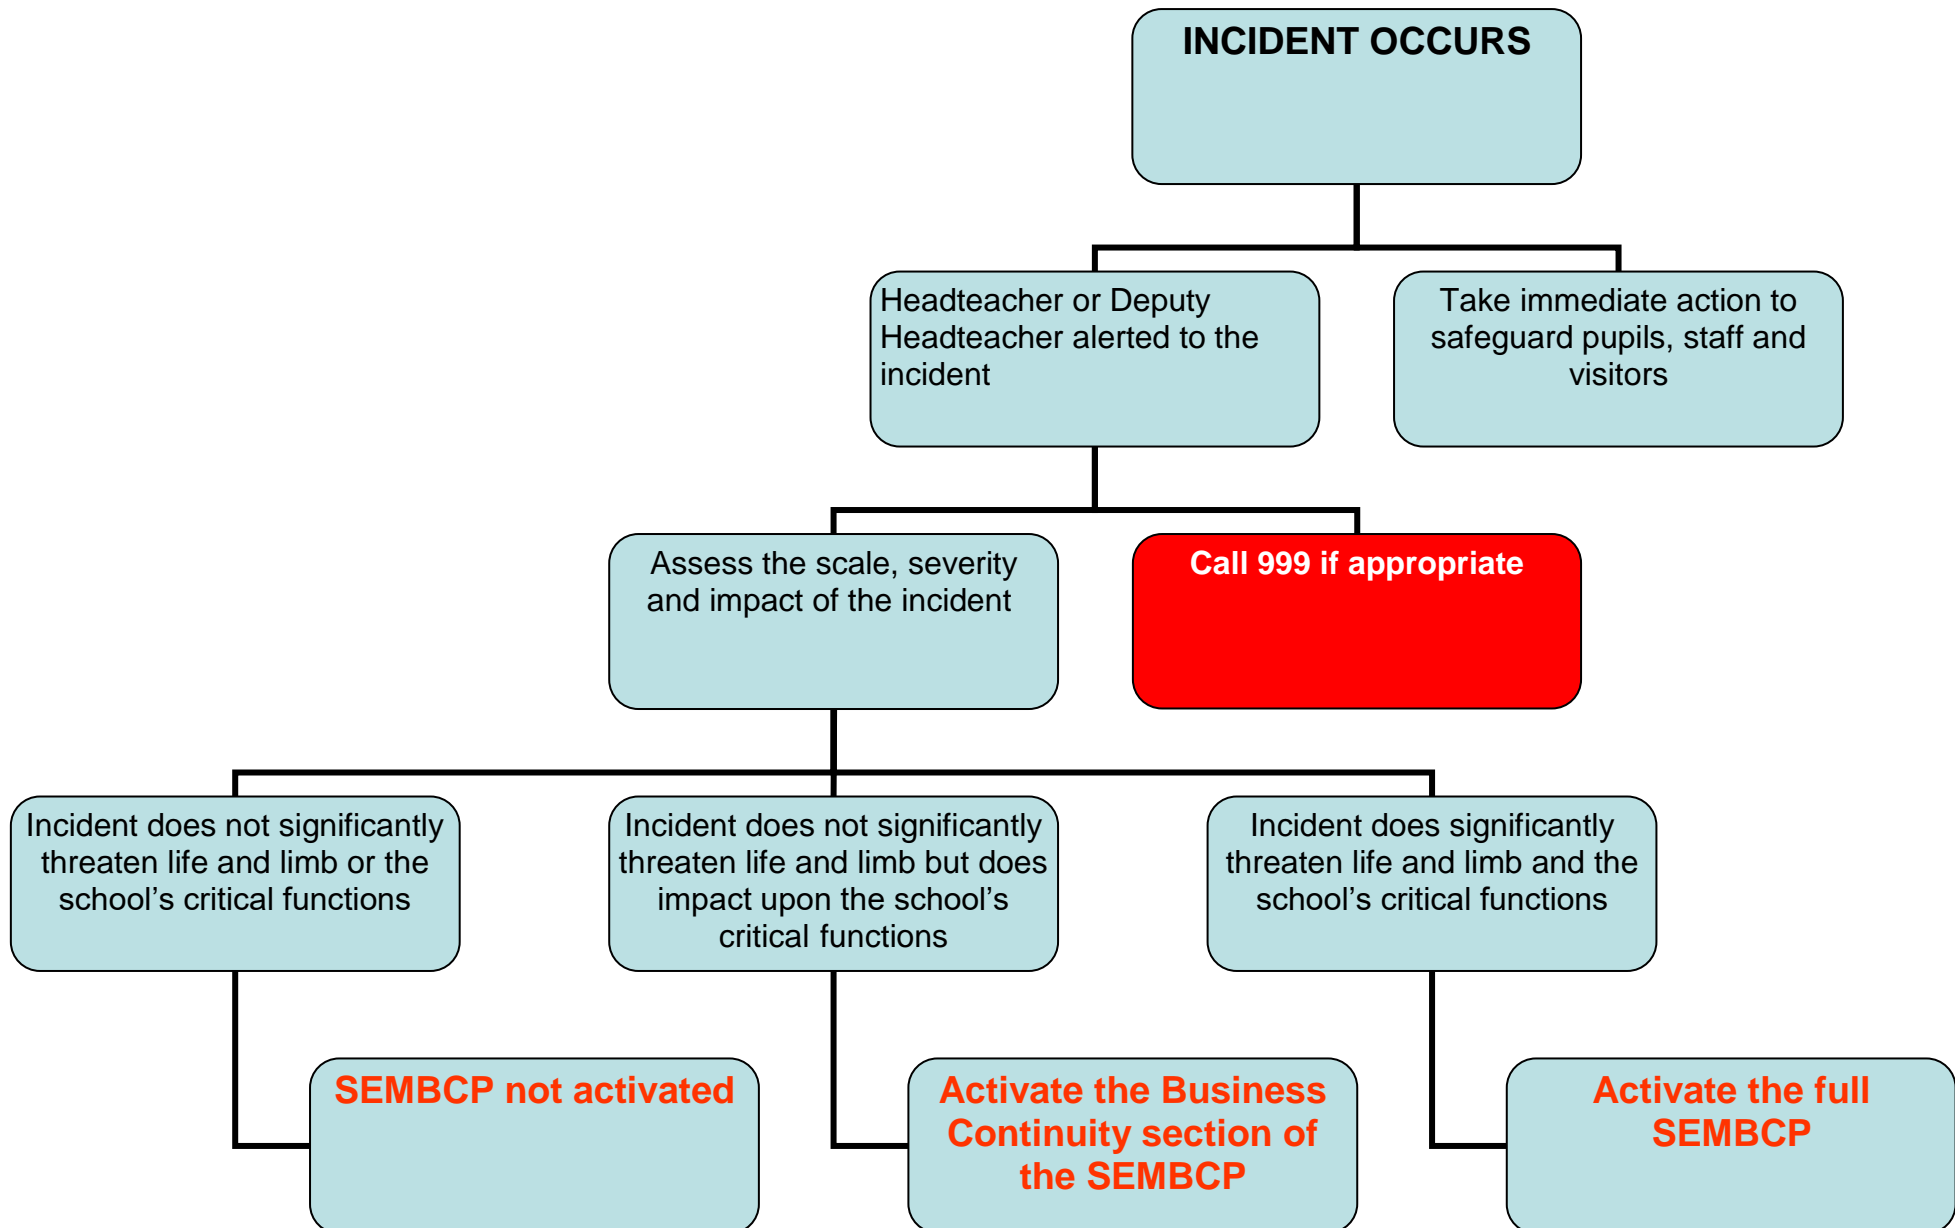 INCIDENT OCCURS
Headteacher or Deputy
Headteacher alerted to the
incident
Take immediate action to
safeguard pupils, staff and
visitors
Assess the scale, severity
and impact of the incident
Call 999 if appropriate
Incident does not significantly
threaten life and limb or the
school’s critical functions
Incident does not significantly
threaten life and limb but does
impact upon the school’s
critical functions
Incident does significantly
threaten life and limb and the
school’s critical functions
SEMBCP not activated
Activate the Business
Continuity section of
the SEMBCP
Activate the full
SEMBCP